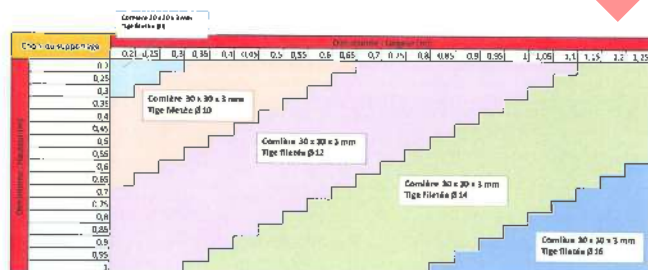 Cornière 20 x 20 x 3 mm
Tige filetée Ø8
Choix du supportage
Dimensions - Largeur (m)
0,2 0,25 0,3 0,35 0,4 0,45 0,5 0,55 0,6 0,65 0,7 0,75 0,8 0,85 0,9 0,95 1 1,05 1,1 1,15 1,2 1,25
Dimensions - Hauteur (m)
0,2
0,25
0,3
0,35
0,4
0,45
0,5
0,55
0,6
0,65
0,7
0,75
0,8
0,85
0,9
0,95
1
Cornière 30 x 30 x 3 mm
Tige filetée Ø 10
Cornière 30 x 30 x 3 mm
Tige filetée Ø 12
Cornière 30 x 30 x 3 mm
Tige Filetée Ø 14
Cornière 30 x 30 x 3 mm
Tige filetée Ø 16